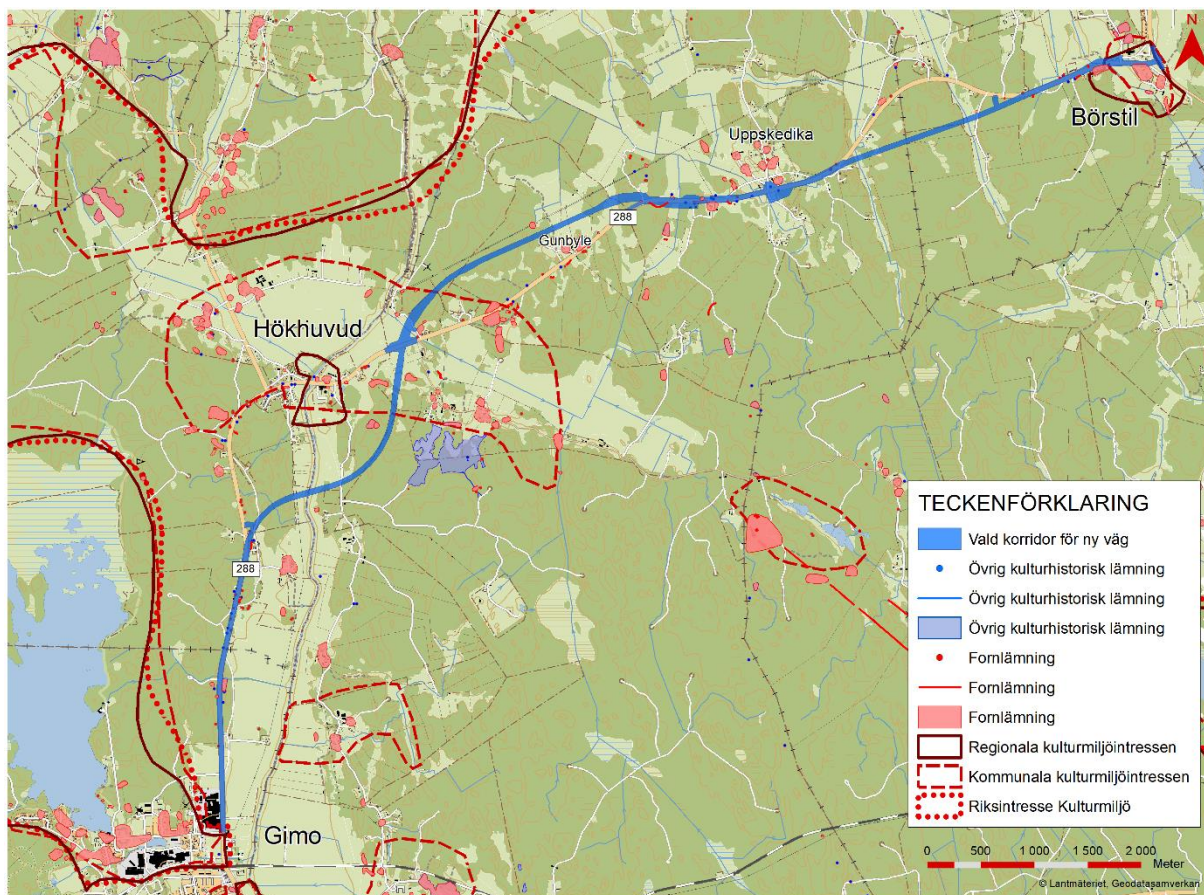 N
Börstil
Uppskedika
288
Gunbyle
Hökhuvud
288
Gimo
TECKENFÖRKLARING
Vald korridor för ny väg
Övrig kulturhistorisk lämning
Övrig kulturhistorisk lämning
Övrig kulturhistorisk lämning
Fornlämning
Fornlämning
Fornlämning
Regionala kulturmiljöintressen
Kommunala kulturmiljöintressen
Riksintresse Kulturmiljö
0 500 1 000 1 500 2 000
Meter
© Lantmäteriet, Geodatasamverkan